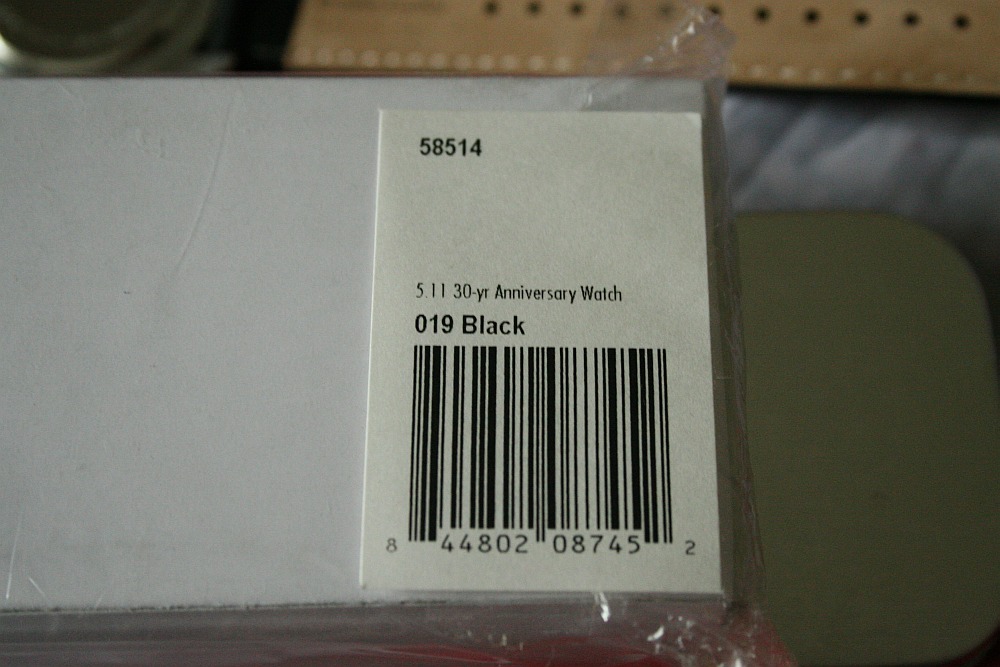 58514
5.11 30-yr Anniversary Watch
019 Black
8 44802 08745 2